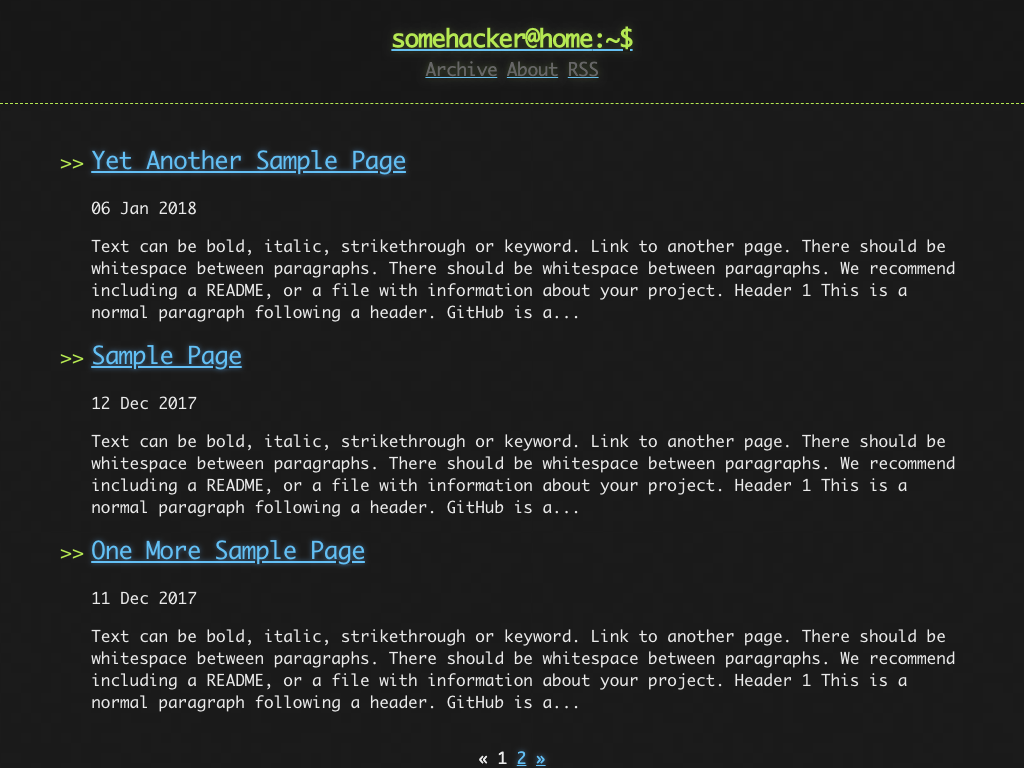 somehacker@home:~$
Archive About RSS
>> Yet Another Sample Page
06 Jan 2018
Text can be bold, italic, strikethrough or keyword. Link to another page. There should be
whitespace between paragraphs. There should be whitespace between paragraphs. We recommend
including a README, or a file with information about your project. Header 1 This is a
normal paragraph following a header. GitHub is a...
>> Sample Page
12 Dec 2017
Text can be bold, italic, strikethrough or keyword. Link to another page. There should be
whitespace between paragraphs. There should be whitespace between paragraphs. We recommend
including a README, or a file with information about your project. Header 1 This is a
normal paragraph following a header. GitHub is a...
>> One More Sample Page
11 Dec 2017
Text can be bold, italic, strikethrough or keyword. Link to another page. There should be
whitespace between paragraphs. There should be whitespace between paragraphs. We recommend
including a README, or a file with information about your project. Header 1 This is a
normal paragraph following a header. GitHub is a...
« 1 2 »